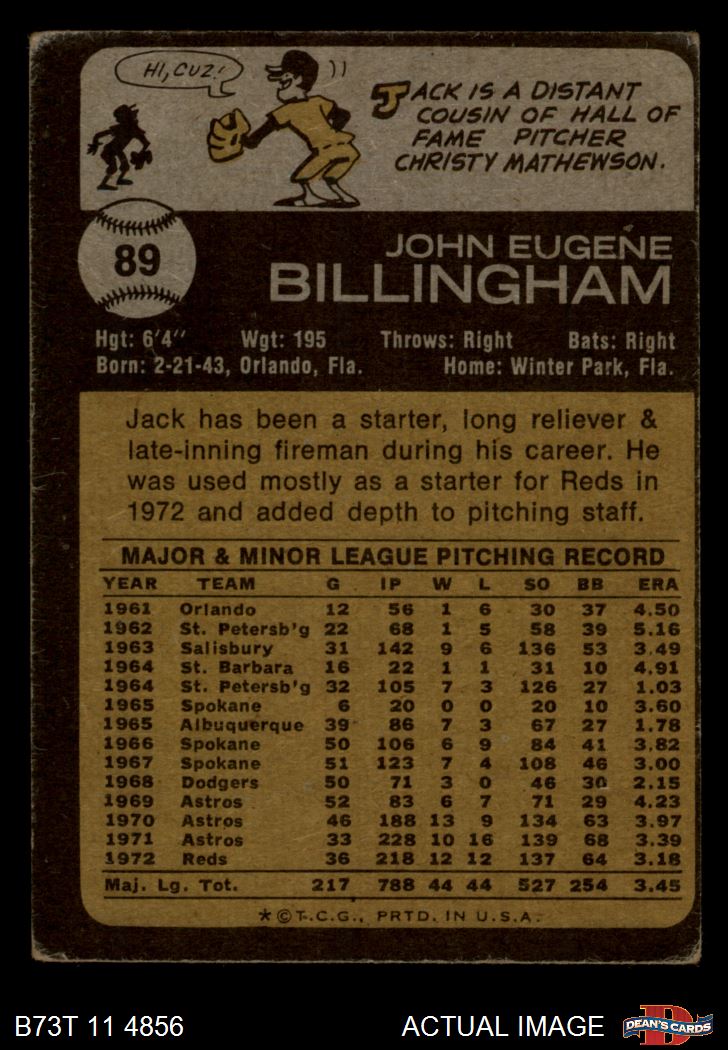 HI, CUZ!
JACK IS A DISTANT
COUSIN OF HALL OF
FAME PITCHER
CHRISTY MATHEWSON.
89
JOHN EUGENE
BILLINGHAM
Hgt: 6'4" Wgt: 195 Throws: Right Bats: Right
Born: 2-21-43, Orlando, Fla. Home: Winter Park, Fla.
Jack has been a starter, long reliever &
late-inning fireman during his career. He
was used mostly as a starter for Reds in
1972 and added depth to pitching staff.
MAJOR & MINOR LEAGUE PITCHING RECORD
YEAR TEAM G IP W L SO BB ERA
1961 Orlando 12 56 1 6 30 37 4.50
1962 St. Petersb'g 22 68 1 5 58 39 5.16
1963 Salisbury 31 142 9 6 136 53 3.49
1964 St. Barbara 16 22 1 1 31 10 4.91
1964 St. Petersb'g 32 105 7 3 126 27 1.03
1965 Spokane 6 20 0 0 20 10 3.60
1965 Albuquerque 39 86 7 3 67 27 1.78
1966 Spokane 50 106 6 9 84 41 3.82
1967 Spokane 51 123 7 4 108 46 3.00
1968 Dodgers 50 71 3 0 46 30 2.15
1969 Astros 52 83 6 7 71 29 4.23
1970 Astros 46 188 13 9 134 63 3.97
1971 Astros 33 228 10 16 139 68 3.39
1972 Reds 36 218 12 12 137 64 3.18
Maj. Lg. Tot. 217 788 44 44 527 254 3.45
*©T.C.G., PRTD. IN U.S.A.
B73T 11 4856 ACTUAL IMAGE D DEAN'S CARDS